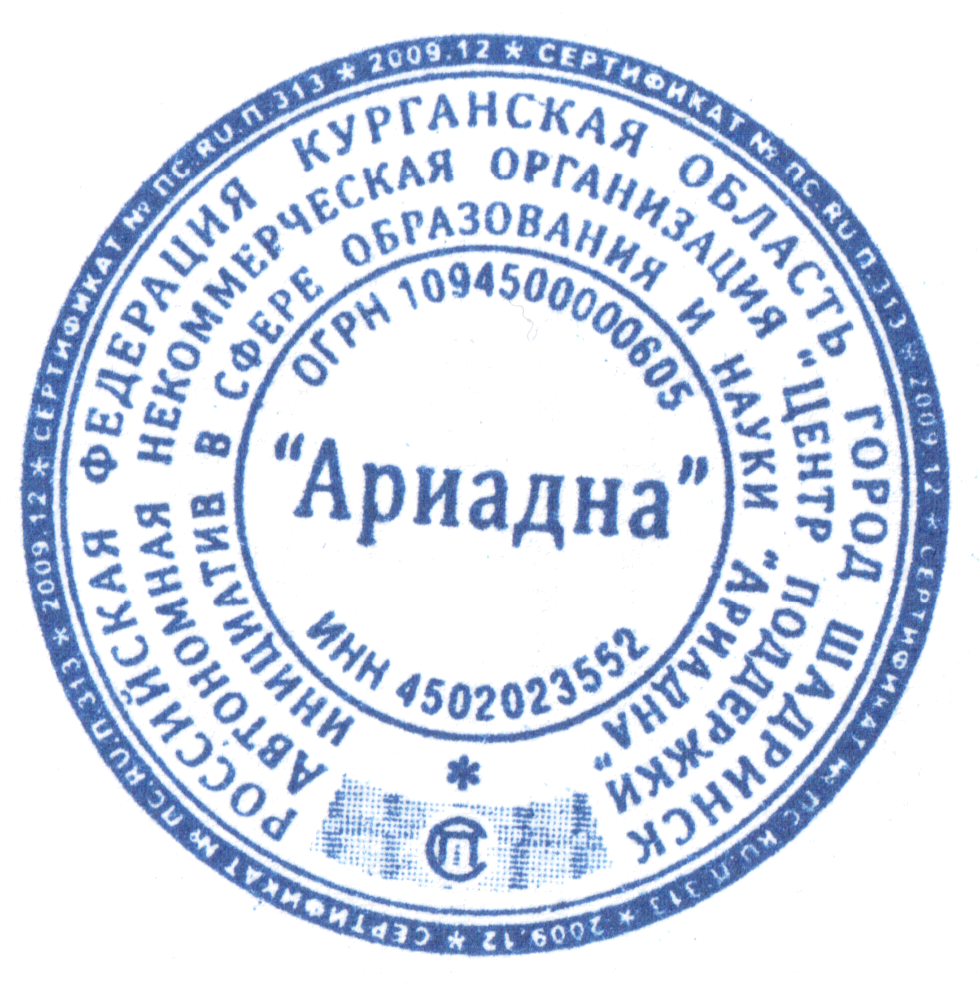 СЕРТИФИКАТ № ПС.RU.П.313 * 2009.12 * СЕРТИФИКАТ № ПС.RU.П.313 * 2009.12 * СЕРТИФИКАТ № ПС.RU.П.313 * 2009.12 * СЕРТИФИКАТ № ПС.RU.П.313 * 2009.12 *
РОССИЙСКАЯ ФЕДЕРАЦИЯ КУРГАНСКАЯ ОБЛАСТЬ ГОРОД ШАДРИНСК
АВТОНОМНАЯ НЕКОММЕРЧЕСКАЯ ОРГАНИЗАЦИЯ "ЦЕНТР ПОДДЕРЖКИ
ИНИЦИАТИВ В СФЕРЕ ОБРАЗОВАНИЯ И НАУКИ "АРИАДНА"
ОГРН 1094500000605
"Ариадна"
ИНН 4502023552
*
СП